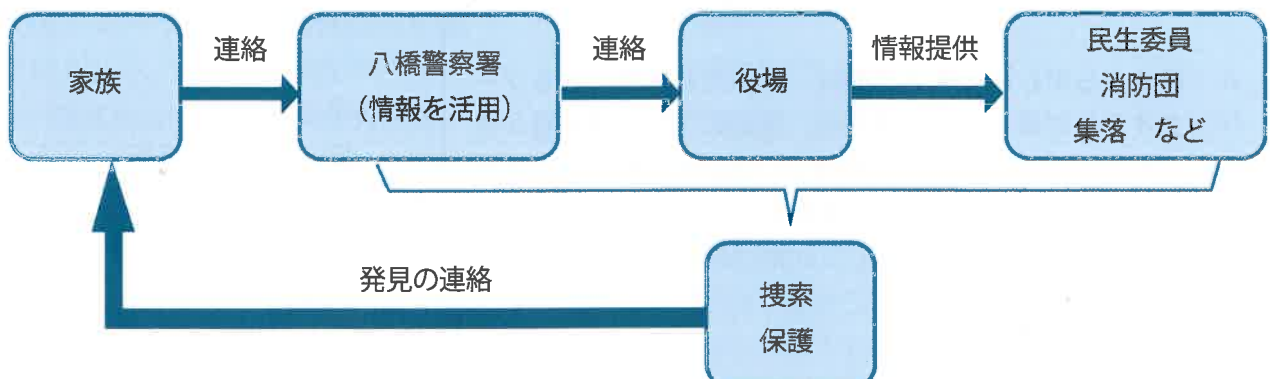 家族
連絡
八橋警察署
（情報を活用）
連絡
役場
情報提供
民生委員
消防団
集落　など
捜索
保護
発見の連絡